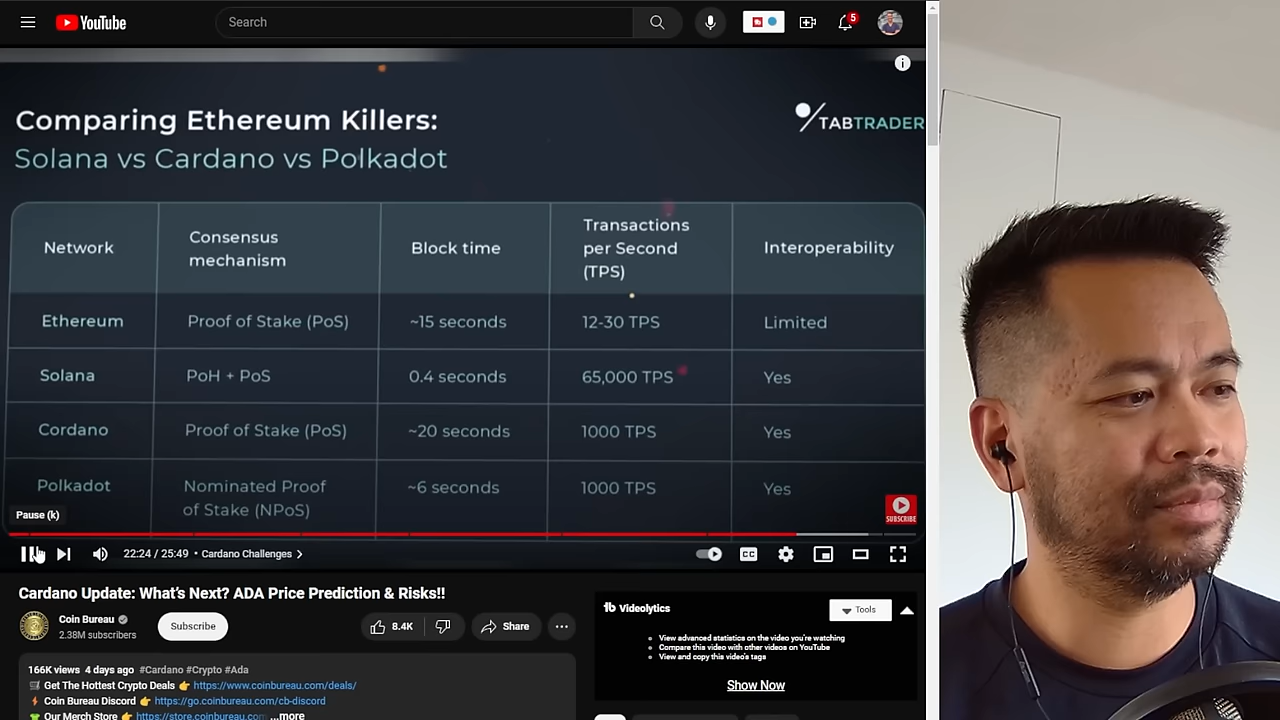 YouTube
Search
5
Comparing Ethereum Killers:
Solana vs Cardano vs Polkadot
TABTRADER
Network
Consensus
mechanism
Block time
Transactions
per Second
(TPS)
Interoperability
Ethereum
Proof of Stake (PoS)
~15 seconds
12-30 TPS
Limited
Solana
PoH + PoS
0.4 seconds
65,000 TPS
Yes
Cordano
Proof of Stake (PoS)
~20 seconds
1000 TPS
Yes
Polkadot
Nominated Proof
of Stake (NPoS)
~6 seconds
1000 TPS
Yes
Pause (k)
SUBSCRIBE
22:24 / 25:49 • Cardano Challenges
CC
Cardano Update: What's Next? ADA Price Prediction & Risks!!
Coin Bureau
2.38M subscribers
Subscribe
8.4K
Share
Videolytics
Tools
View advanced statistics on the video you're watching
Compare this video with other videos on YouTube
View and copy this video's tags
Show Now
166K views 4 days ago #Cardano #Crypto #Ada
Get The Hottest Crypto Deals https://www.coinbureau.com/deals/
Coin Bureau Discord https://go.coinbureau.com/cb-discord
Our Merch Store https://store.coinbureau.com ...more